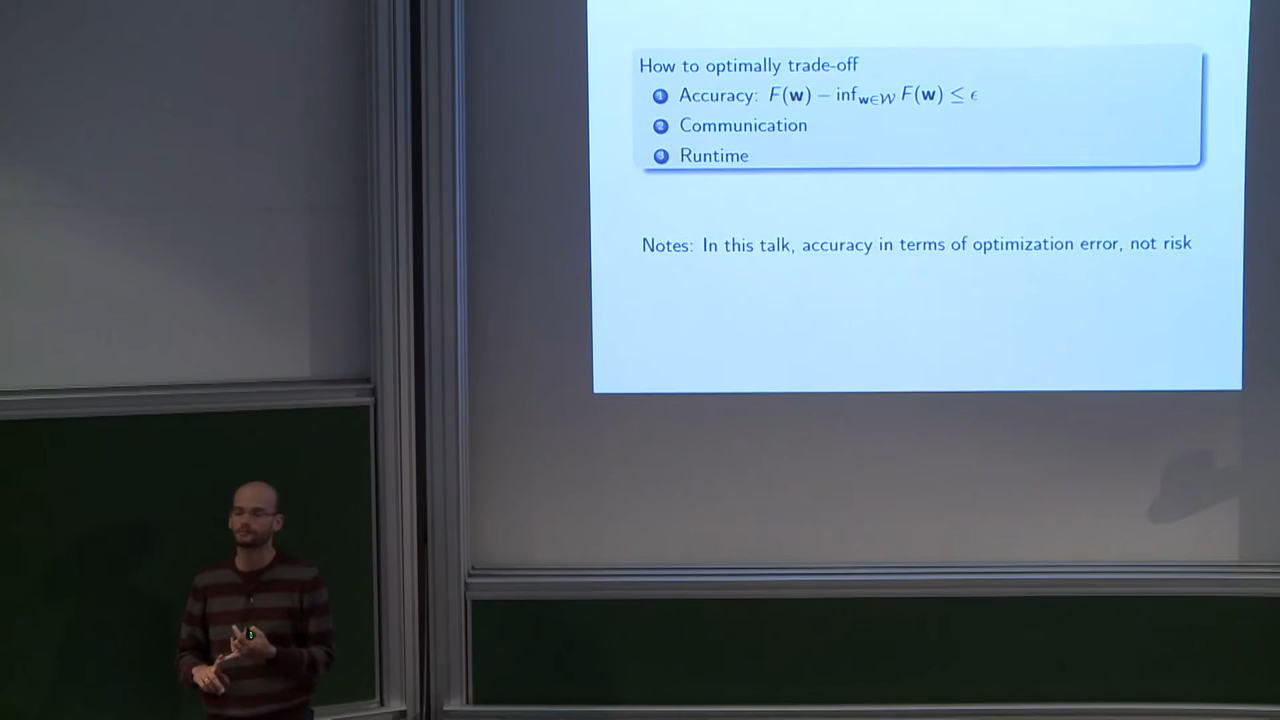 How to optimally trade-off
1 Accuracy: F(w) − inf_{w∈𝒲} F(w) ≤ ϵ
2 Communication
3 Runtime
Notes: In this talk, accuracy in terms of optimization error, not risk